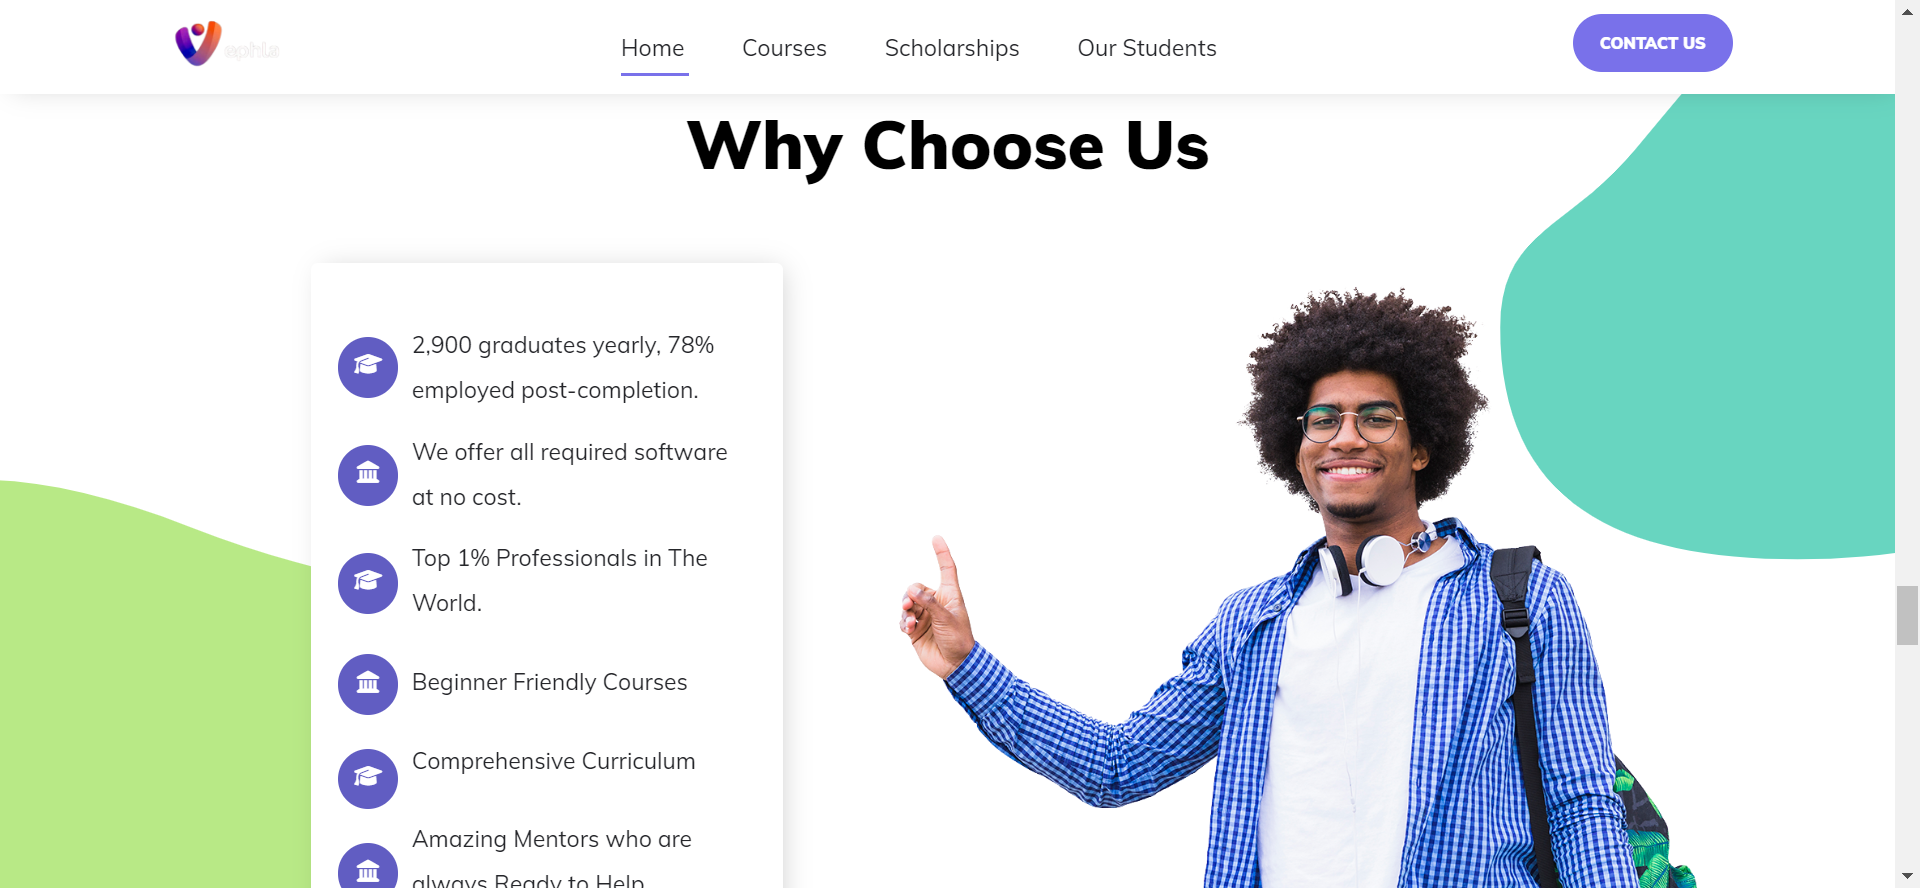 Home Courses Scholarships Our Students CONTACT US
Why Choose Us
2,900 graduates yearly, 78%
employed post-completion.
We offer all required software
at no cost.
Top 1% Professionals in The
World.
Beginner Friendly Courses
Comprehensive Curriculum
Amazing Mentors who are
always Ready to Help